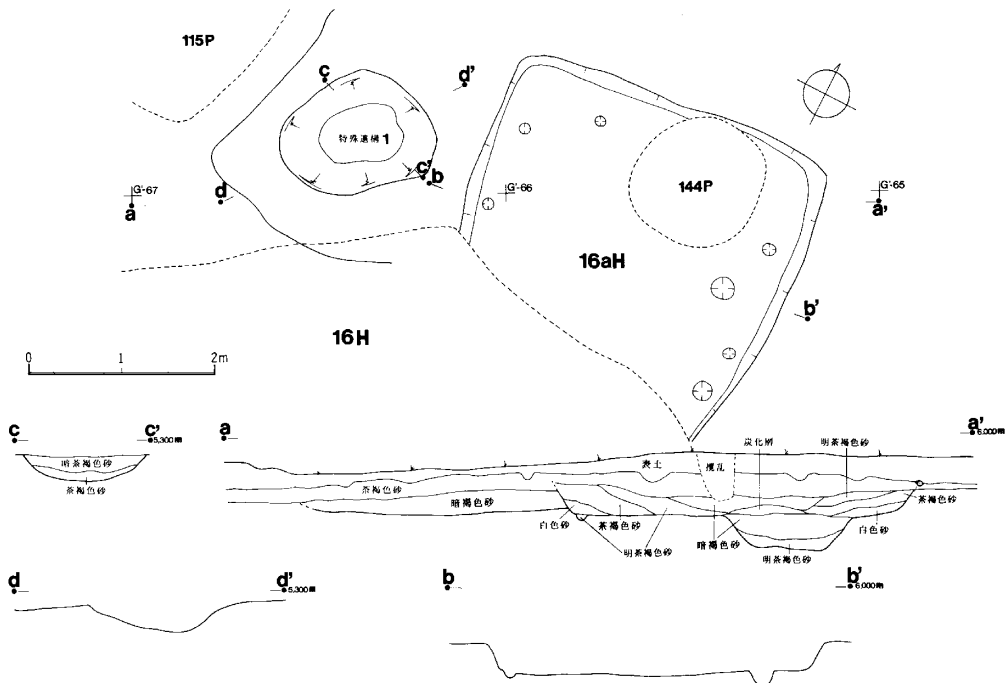 115P
c
d'
特殊遺構1
c'
b
G'-67
a
d
G'-66
144P
G'-65
a'
16aH
b'
16H
0 1 2m
c
c'
5,300m
暗茶褐色砂
茶褐色砂
a
a'
6,000m
炭化層
明茶褐色砂
表土
攪乱
茶褐色砂
暗褐色砂
白色砂
茶褐色砂
明茶褐色砂
暗褐色砂
明茶褐色砂
白色砂
茶褐色砂
d
d'
5,300m
b
b'
6,000m